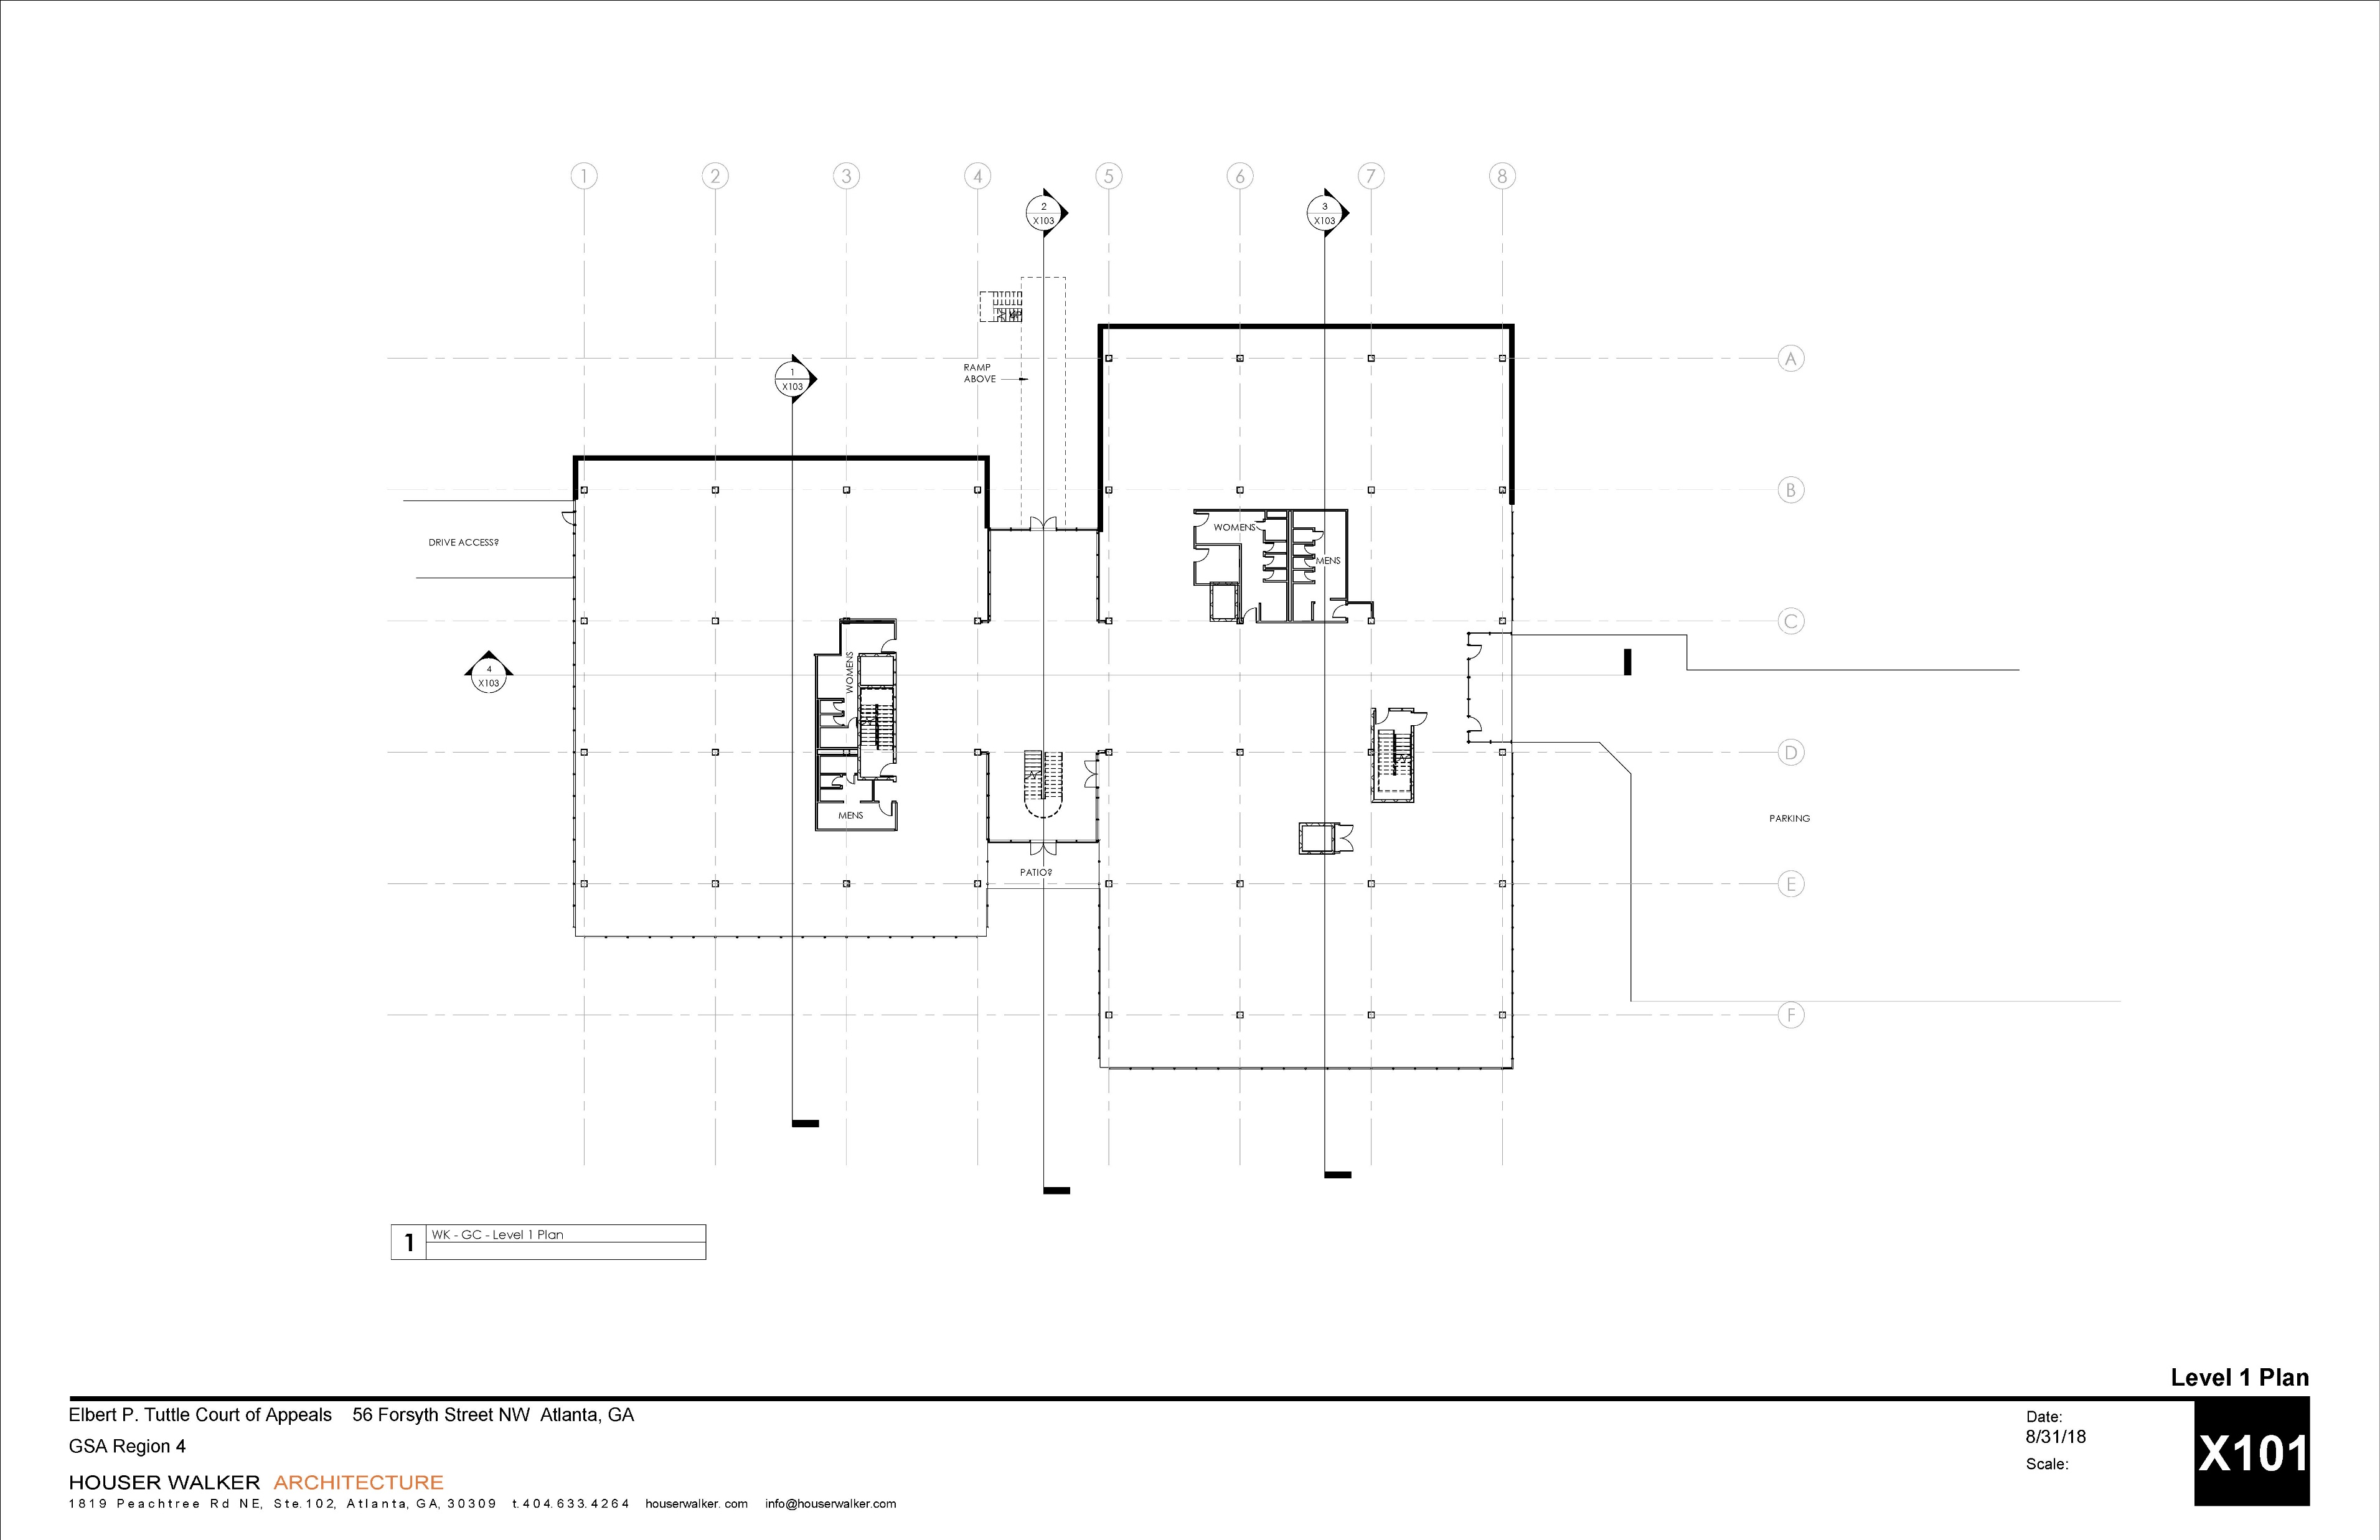 1 2 3 4 5 6 7 8
2
X103
3
X103
RAMP
ABOVE
A
1
X103
B
WOMENS
DRIVE ACCESS?
MENS
C
WOMENS
4
X103
D
MENS
PARKING
PATIO?
E
F
1
WK - GC - Level 1 Plan
Level 1 Plan
Elbert P. Tuttle Court of Appeals 56 Forsyth Street NW Atlanta, GA
GSA Region 4
HOUSER WALKER ARCHITECTURE
1819 Peachtree Rd NE, Ste.102, Atlanta, GA, 30309 t.404.633.4264 houserwalker. com info@houserwalker.com
Date:
8/31/18
Scale:
X101